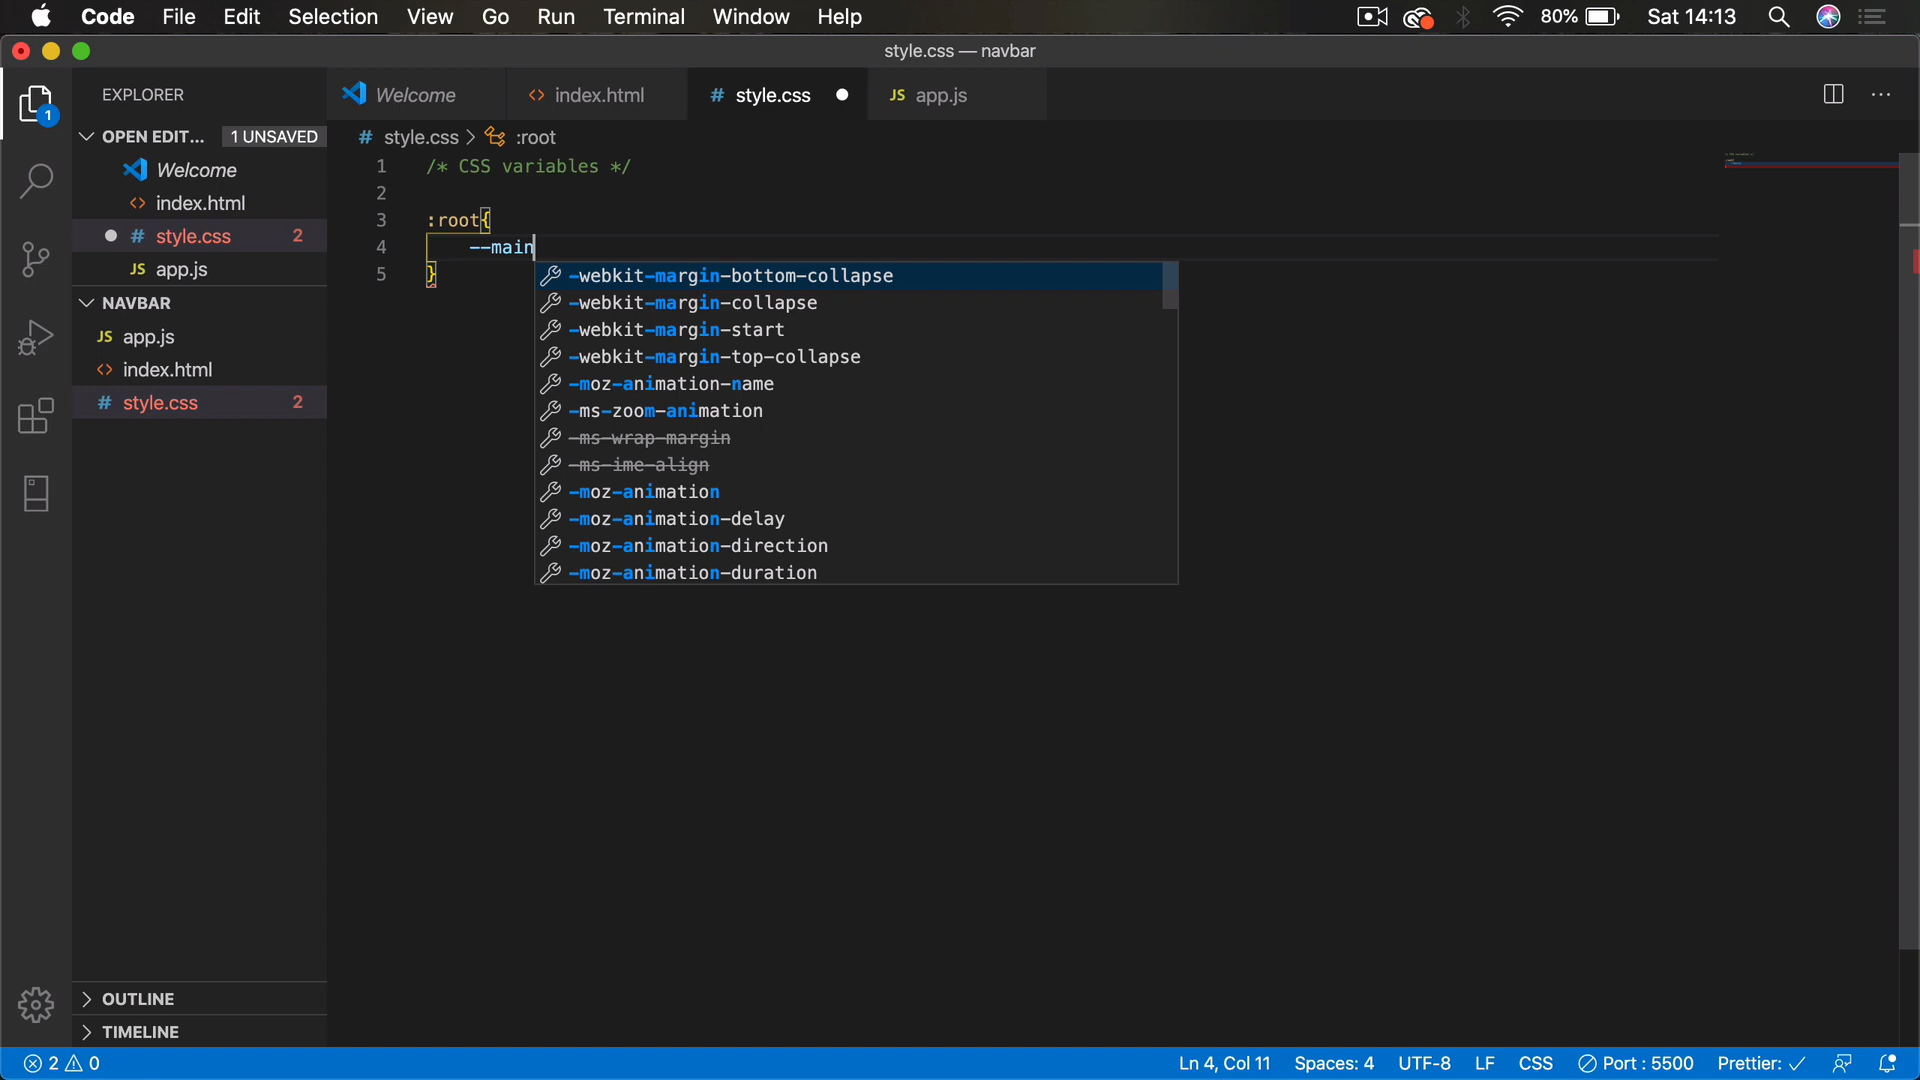 Code File Edit Selection View Go Run Terminal Window Help 80% Sat 14:13
style.css — navbar
EXPLORER
Welcome index.html style.css app.js
OPEN EDIT... 1 UNSAVED
Welcome
index.html
style.css 2
app.js
NAVBAR
app.js
index.html
style.css 2
OUTLINE
TIMELINE
style.css > :root
1 /* CSS variables */
2
3 :root{
4 --main
5 }
-webkit-margin-bottom-collapse
-webkit-margin-collapse
-webkit-margin-start
-webkit-margin-top-collapse
-moz-animation-name
-ms-zoom-animation
-ms-wrap-margin
-ms-ime-align
-moz-animation
-moz-animation-delay
-moz-animation-direction
-moz-animation-duration
1
2 0 Ln 4, Col 11 Spaces: 4 UTF-8 LF CSS Port : 5500 Prettier: ✓